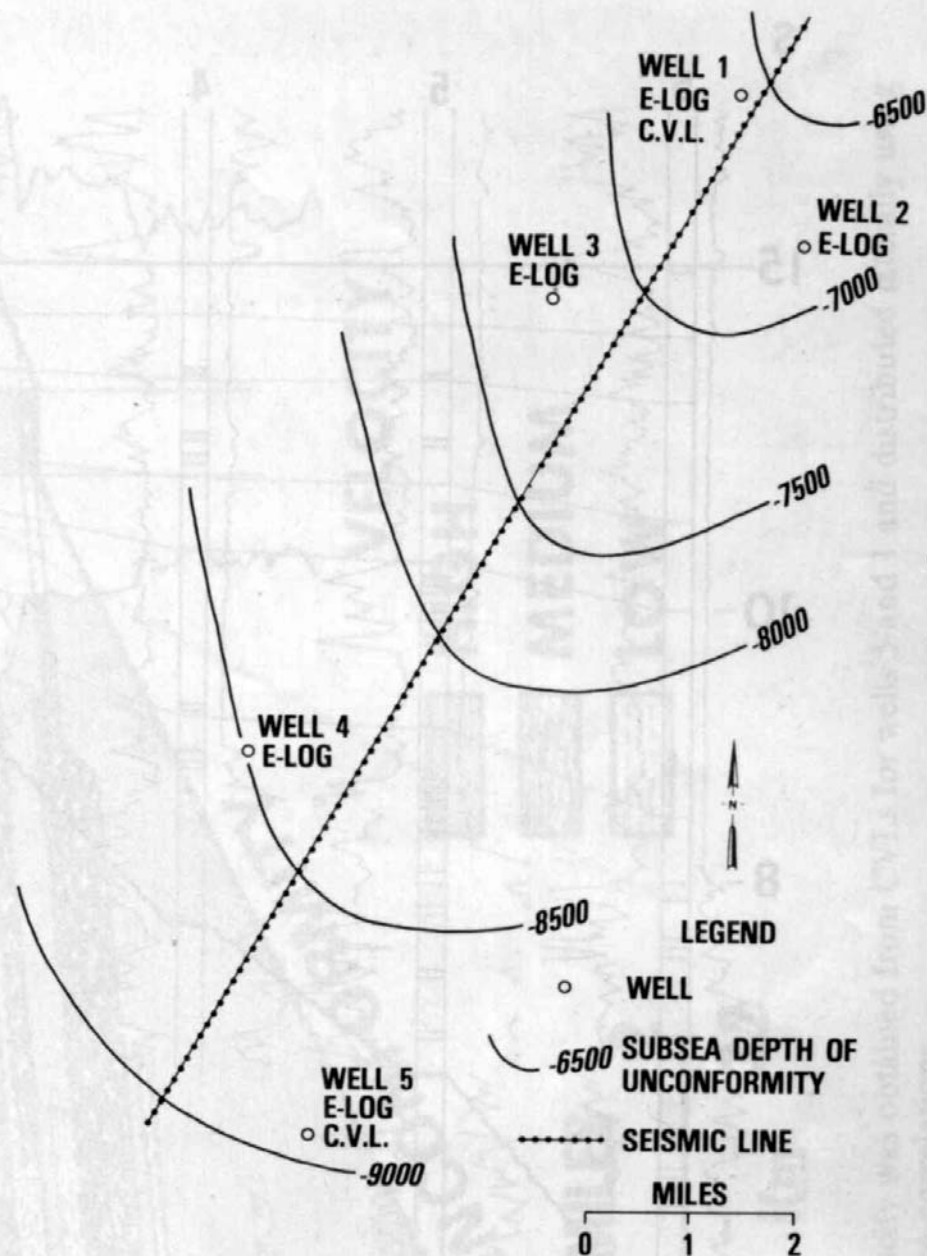 WELL 1
E-LOG
C.V.L.
-6500
WELL 2
E-LOG
WELL 3
E-LOG
-7000
-7500
-8000
WELL 4
E-LOG
N
-8500
LEGEND
WELL
-6500 SUBSEA DEPTH OF
UNCONFORMITY
WELL 5
E-LOG
C.V.L.
-9000
SEISMIC LINE
MILES
0 1 2